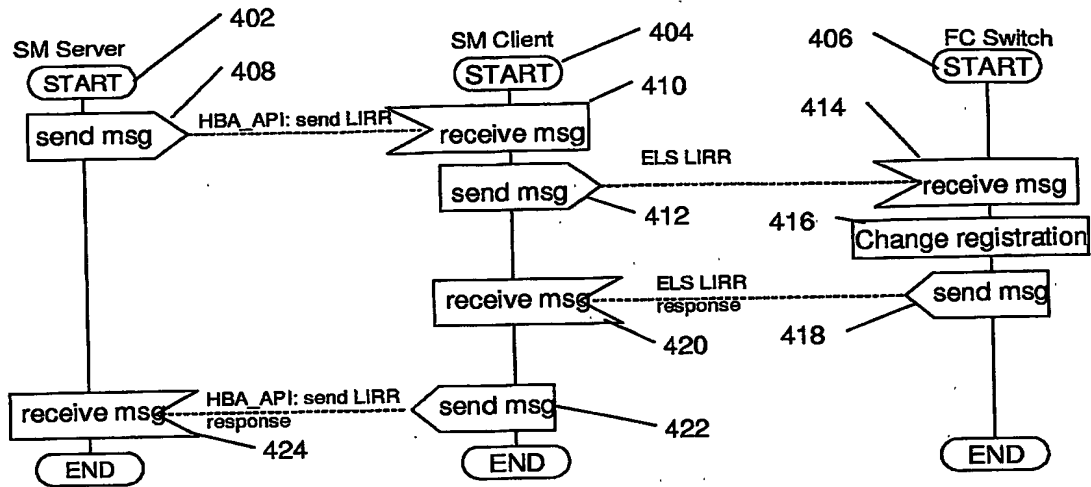 402
SM Server
START
408
send msg
HBA_API: send LIRR
SM Client
404
START
410
receive msg
406
FC Switch
START
414
ELS LIRR
send msg
412
receive msg
416
Change registration
receive msg
ELS LIRR
response
send msg
420
418
receive msg
HBA_API: send LIRR
response
send msg
422
424
END
END
END